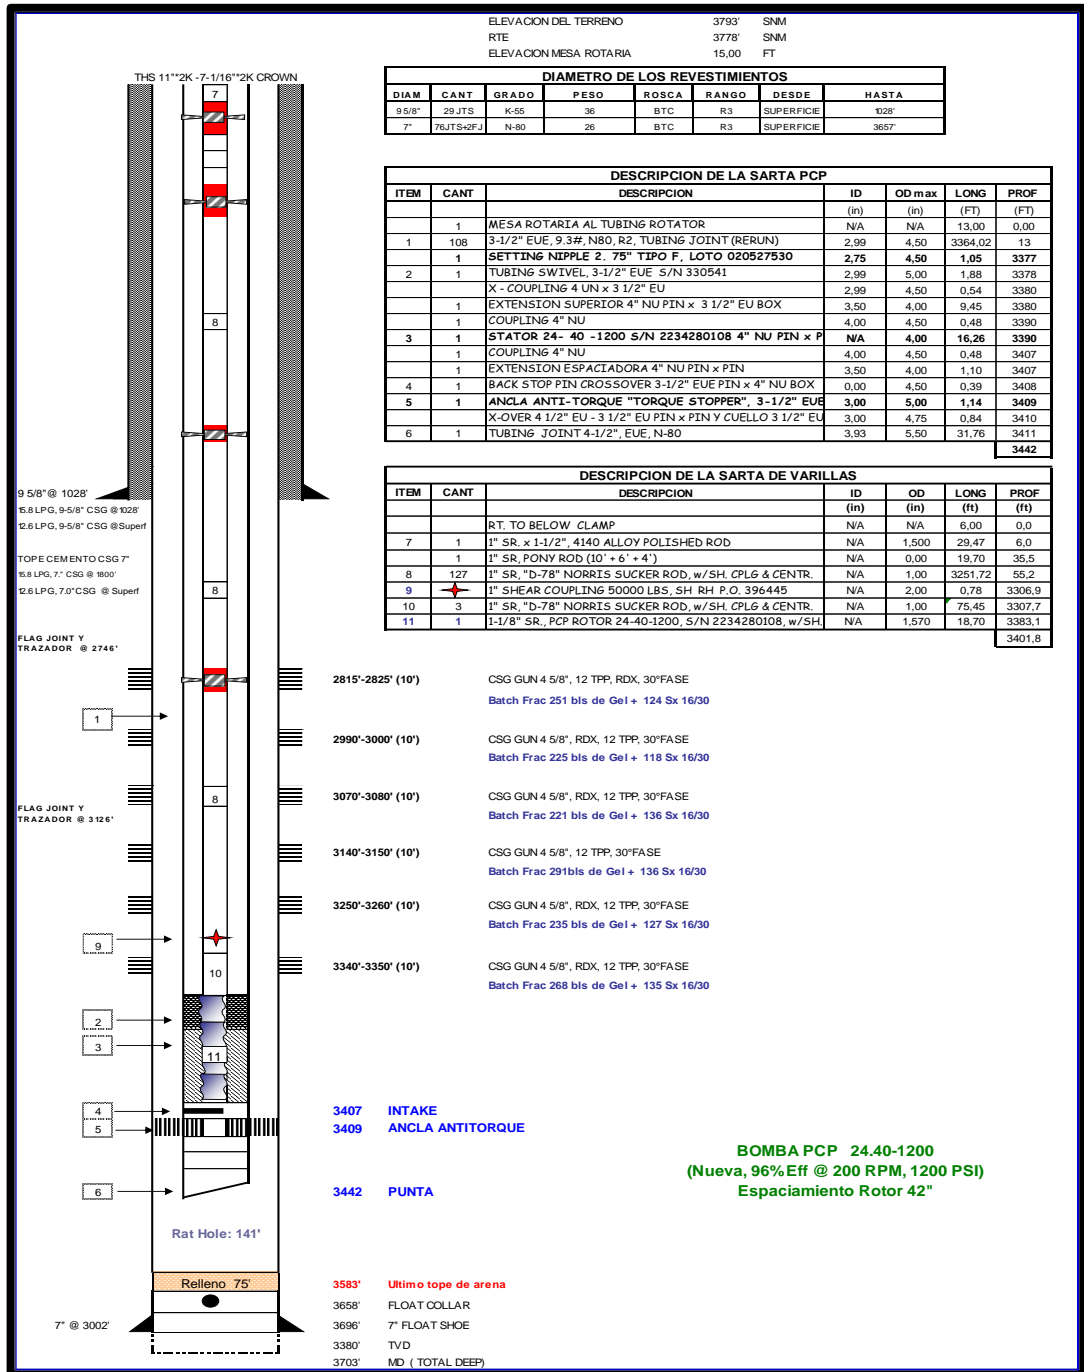 ELEVACION DEL TERRENO 3793' SNM
RTE 3778' SNM
ELEVACION MESA ROTARIA 15,00 FT
THS 11"*2K -7-1/16"*2K CROWN
DIAMETRO DE LOS REVESTIMIENTOS
DIAM CANT GRADO PESO ROSCA RANGO DESDE HASTA
9 5/8" 29 JTS K-55 36 BTC R3 SUPERFICIE 1028'
7" 76JTS+2FJ N-80 26 BTC R3 SUPERFICIE 3657'
DESCRIPCION DE LA SARTA PCP
ITEM CANT DESCRIPCION ID OD max LONG PROF
(in) (in) (FT) (FT)
1 MESA ROTARIA AL TUBING ROTATOR N/A N/A 13,00 0,00
1 108 3-1/2" EUE, 9.3#, N80, R2, TUBING JOINT (RERUN) 2,99 4,50 3364,02 13
1 SETTING NIPPLE 2. 75" TIPO F, LOTO 020527530 2,75 4,50 1,05 3377
2 1 TUBING SWIVEL, 3-1/2" EUE S/N 330541 2,99 5,00 1,88 3378
X - COUPLING 4 UN x 3 1/2" EU 2,99 4,50 0,54 3380
1 EXTENSION SUPERIOR 4" NU PIN x 3 1/2" EU BOX 3,50 4,00 9,45 3380
1 COUPLING 4" NU 4,00 4,50 0,48 3390
3 1 STATOR 24- 40 -1200 S/N 2234280108 4" NU PIN x P N/A 4,00 16,26 3390
1 COUPLING 4" NU 4,00 4,50 0,48 3407
1 EXTENSION ESPACIADORA 4" NU PIN x PIN 3,50 4,00 1,10 3407
4 1 BACK STOP PIN CROSSOVER 3-1/2" EUE PIN x 4" NU BOX 0,00 4,50 0,39 3408
5 1 ANCLA ANTI-TORQUE "TORQUE STOPPER", 3-1/2" EUE 3,00 5,00 1,14 3409
X-OVER 4 1/2" EU - 3 1/2" EU PIN x PIN Y CUELLO 3 1/2" EU 3,00 4,75 0,84 3410
6 1 TUBING JOINT 4-1/2", EUE, N-80 3,93 5,50 31,76 3411
3442
DESCRIPCION DE LA SARTA DE VARILLAS
ITEM CANT DESCRIPCION ID OD LONG PROF
(in) (in) (ft) (ft)
RT. TO BELOW CLAMP N/A N/A 6,00 0,0
7 1 1" SR. x 1-1/2", 4140 ALLOY POLISHED ROD N/A 1,500 29,47 6,0
1 1" SR, PONY ROD (10' + 6' + 4') N/A 0,00 19,70 35,5
8 127 1" SR, "D-78" NORRIS SUCKER ROD, w/SH. CPLG & CENTR. N/A 1,00 3251,72 55,2
9 1" SHEAR COUPLING 50000 LBS, SH RH P.O. 396445 N/A 2,00 0,78 3306,9
10 3 1" SR, "D-78" NORRIS SUCKER ROD, w/SH. CPLG & CENTR. N/A 1,00 75,45 3307,7
11 1 1-1/8" SR., PCP ROTOR 24-40-1200, S/N 2234280108, w/SH. N/A 1,570 18,70 3383,1
3401,8
7
8
9 5/8"@ 1028'
15.8 LPG, 9-5/8" CSG @1028'
12.6 LPG, 9-5/8" CSG @Superf
TOPE CEMENTO CSG 7"
15.8 LPG, 7." CSG @ 1800'
12.6 LPG, 7.0"CSG @ Superf
8
FLAG JOINT Y
TRAZADOR @ 2746'
2815'-2825' (10') CSG GUN 4 5/8", 12 TPP, RDX, 30°FASE
Batch Frac 251 bls de Gel + 124 Sx 16/30
1
2990'-3000' (10') CSG GUN 4 5/8", RDX, 12 TPP, 30°FASE
Batch Frac 225 bls de Gel + 118 Sx 16/30
3070'-3080' (10') CSG GUN 4 5/8", RDX, 12 TPP, 30°FASE
8
Batch Frac 221 bls de Gel + 136 Sx 16/30
FLAG JOINT Y
TRAZADOR @ 3126'
3140'-3150' (10') CSG GUN 4 5/8", 12 TPP, 30°FASE
Batch Frac 291bls de Gel + 136 Sx 16/30
3250'-3260' (10') CSG GUN 4 5/8", RDX, 12 TPP, 30°FASE
Batch Frac 235 bls de Gel + 127 Sx 16/30
9
3340'-3350' (10') CSG GUN 4 5/8", RDX, 12 TPP, 30°FASE
10
Batch Frac 268 bls de Gel + 135 Sx 16/30
2
3
11
4
3407 INTAKE
5
3409 ANCLA ANTITORQUE
BOMBA PCP 24.40-1200
(Nueva, 96%Eff @ 200 RPM, 1200 PSI)
Espaciamiento Rotor 42"
6
3442 PUNTA
Rat Hole: 141'
Relleno 75'
3583' Ultimo tope de arena
3658' FLOAT COLLAR
7" @ 3002'
3696' 7" FLOAT SHOE
3380' TVD
3703' MD ( TOTAL DEEP)